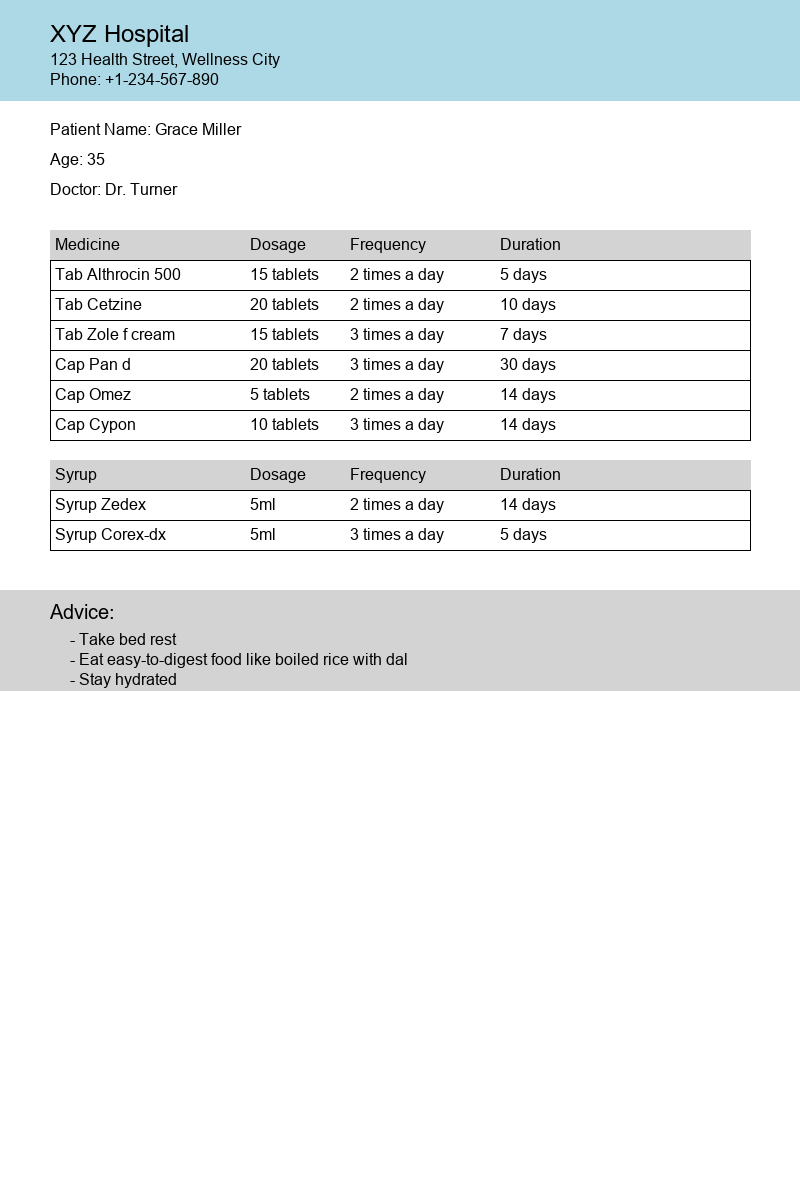 XYZ Hospital
123 Health Street, Wellness City
Phone: +1-234-567-890
Patient Name: Grace Miller
Age: 35
Doctor: Dr. Turner
Medicine Dosage Frequency Duration
Tab Althrocin 500 15 tablets 2 times a day 5 days
Tab Cetzine 20 tablets 2 times a day 10 days
Tab Zole f cream 15 tablets 3 times a day 7 days
Cap Pan d 20 tablets 3 times a day 30 days
Cap Omez 5 tablets 2 times a day 14 days
Cap Cypon 10 tablets 3 times a day 14 days
Syrup Dosage Frequency Duration
Syrup Zedex 5ml 2 times a day 14 days
Syrup Corex-dx 5ml 3 times a day 5 days
Advice:
- Take bed rest
- Eat easy-to-digest food like boiled rice with dal
- Stay hydrated